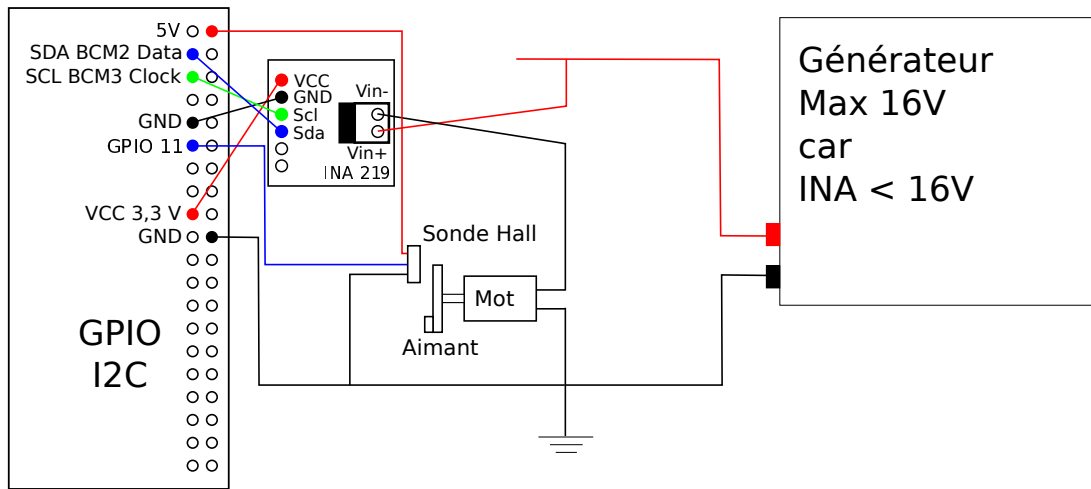 5V
SDA BCM2 Data
SCL BCM3 Clock
GND
GPIO 11
VCC 3,3 V
GND
GPIO
I2C
VCC
GND
Scl
Sda
Vin-
Vin+
INA 219
Sonde Hall
Mot
Aimant
Générateur
Max 16V
car
INA < 16V